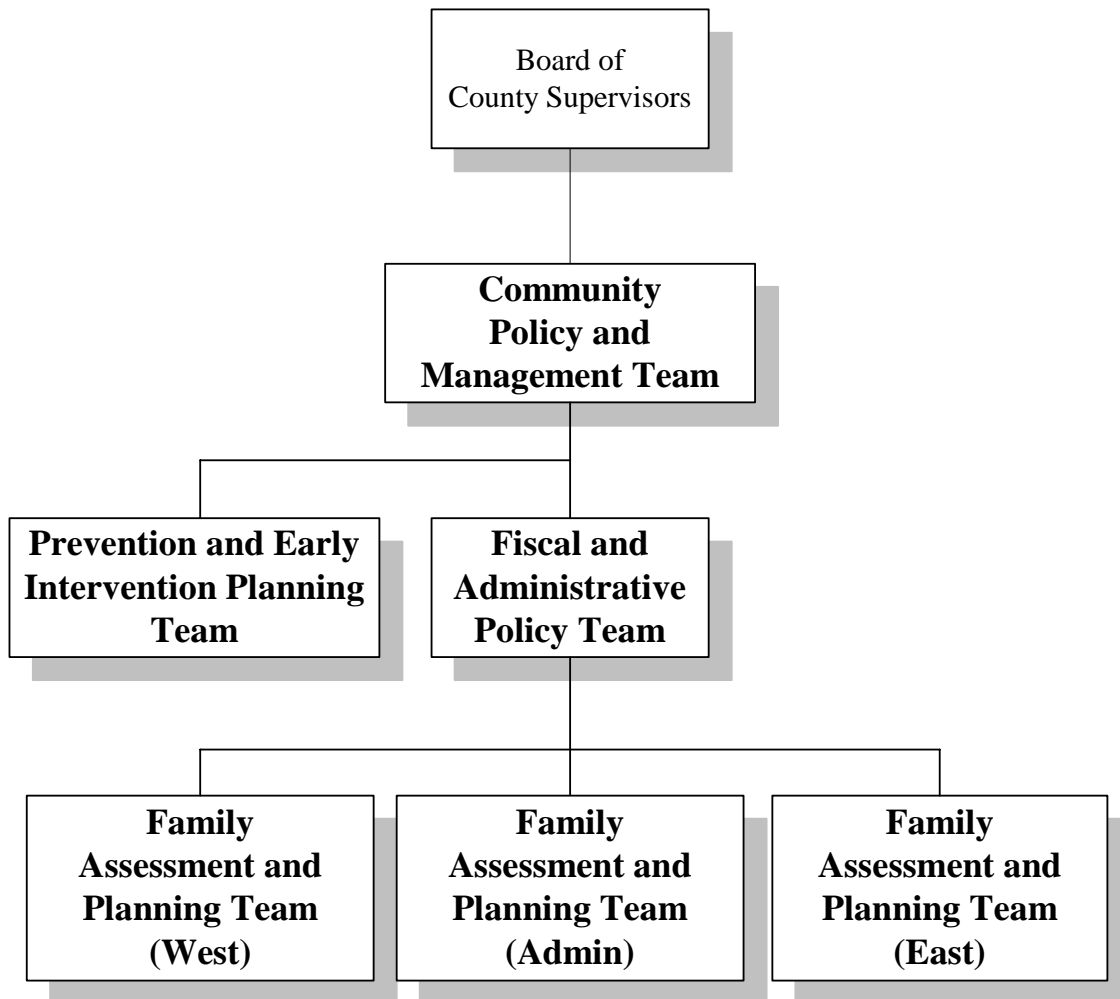 Board of
County Supervisors
Community
Policy and
Management Team
Prevention and Early
Intervention Planning
Team
Fiscal and
Administrative
Policy Team
Family
Assessment and
Planning Team
(West)
Family
Assessment and
Planning Team
(Admin)
Family
Assessment and
Planning Team
(East)